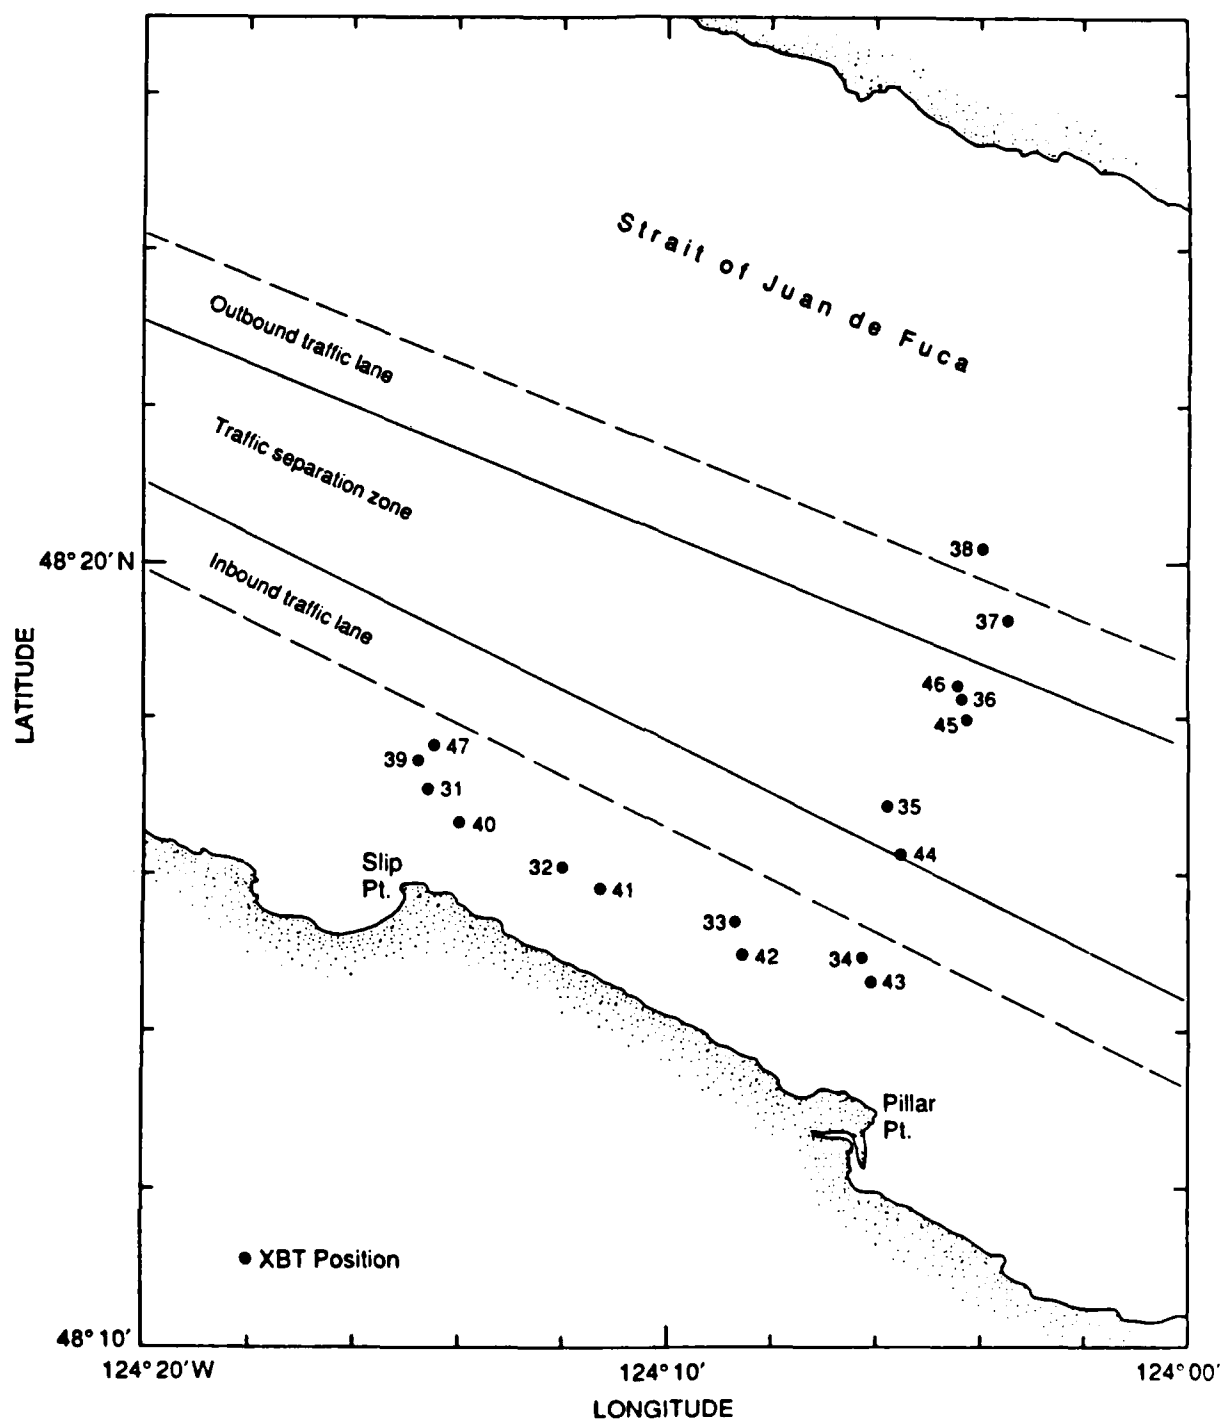 Strait of Juan de Fuca
Outbound traffic lane
Traffic separation zone
Inbound traffic lane
48° 20' N
LATITUDE
38
37
46
36
45
47
39
31
35
40
44
Slip
Pt.
32
41
33
42
34
43
Pillar
Pt.
XBT Position
48° 10'
124° 20' W
124° 10'
124° 00'
LONGITUDE